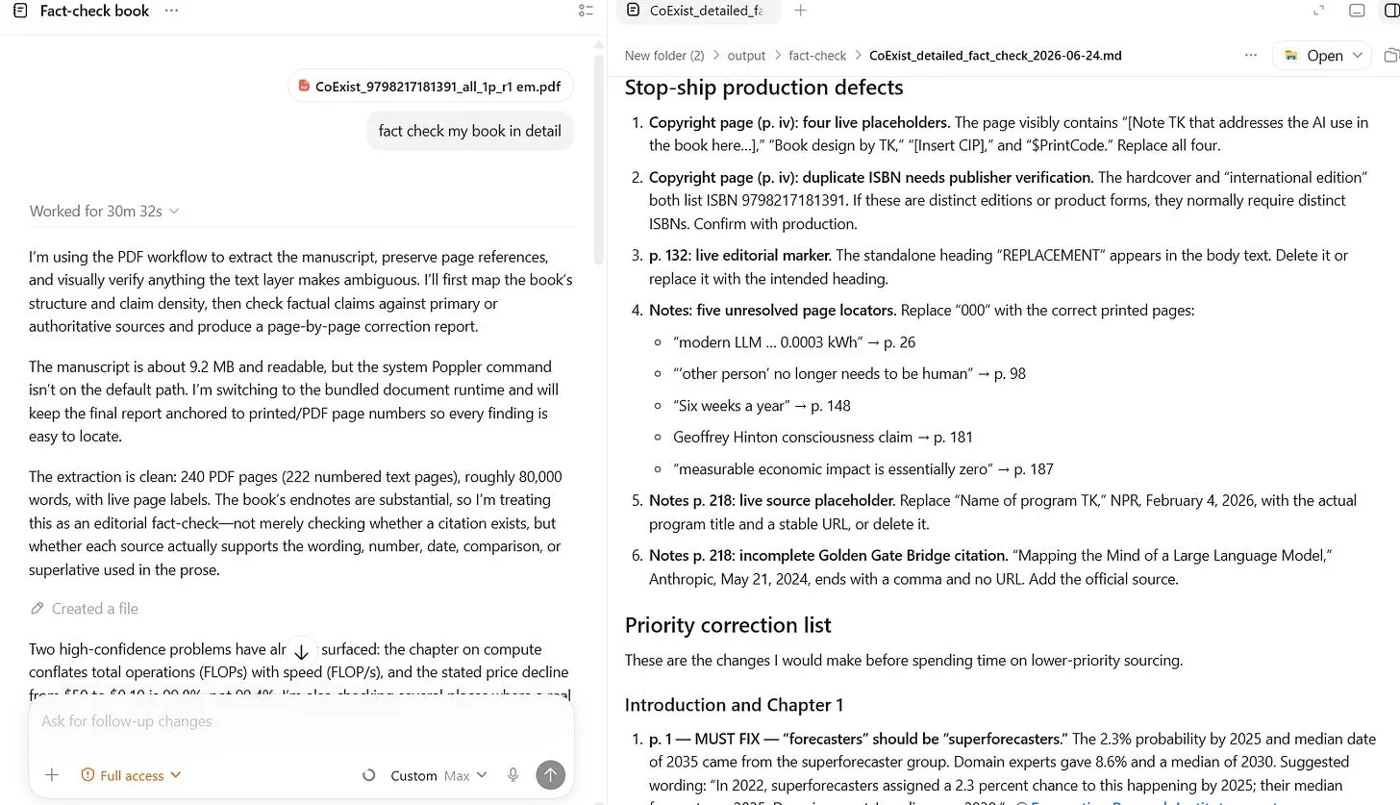 Fact-check book ...
CoExist_9798217181391_all_1p_r1 em.pdf
fact check my book in detail
Worked for 30m 32s
I’m using the PDF workflow to extract the manuscript, preserve page references,
and visually verify anything the text layer makes ambiguous. I’ll first map the book’s
structure and claim density, then check factual claims against primary or
authoritative sources and produce a page-by-page correction report.
The manuscript is about 9.2 MB and readable, but the system Poppler command
isn’t on the default path. I’m switching to the bundled document runtime and will
keep the final report anchored to printed/PDF page numbers so every finding is
easy to locate.
The extraction is clean: 240 PDF pages (222 numbered text pages), roughly 80,000
words, with live page labels. The book’s endnotes are substantial, so I’m treating
this as an editorial fact-check—not merely checking whether a citation exists, but
whether each source actually supports the wording, number, date, comparison, or
superlative used in the prose.
Created a file
Two high-confidence problems have surfaced: the chapter on compute
conflates total operations (FLOPs) with speed (FLOP/s), and the stated price decline
Ask for follow-up changes
Full access
Custom Max
CoExist_detailed_fa
New folder (2) > output > fact-check > CoExist_detailed_fact_check_2026-06-24.md
... Open
Stop-ship production defects
1. Copyright page (p. iv): four live placeholders. The page visibly contains “[Note TK that addresses the AI use in
the book here...],” “Book design by TK,” “[Insert CIP],” and “$PrintCode.” Replace all four.
2. Copyright page (p. iv): duplicate ISBN needs publisher verification. The hardcover and “international edition”
both list ISBN 9798217181391. If these are distinct editions or product forms, they normally require distinct
ISBNs. Confirm with production.
3. p. 132: live editorial marker. The standalone heading “REPLACEMENT” appears in the body text. Delete it or
replace it with the intended heading.
4. Notes: five unresolved page locators. Replace “000” with the correct printed pages:
“modern LLM ... 0.0003 kWh” → p. 26
“‘other person’ no longer needs to be human” → p. 98
“Six weeks a year” → p. 148
Geoffrey Hinton consciousness claim → p. 181
“measurable economic impact is essentially zero” → p. 187
5. Notes p. 218: live source placeholder. Replace “Name of program TK,” NPR, February 4, 2026, with the actual
program title and a stable URL, or delete it.
6. Notes p. 218: incomplete Golden Gate Bridge citation. “Mapping the Mind of a Large Language Model,”
Anthropic, May 21, 2024, ends with a comma and no URL. Add the official source.
Priority correction list
These are the changes I would make before spending time on lower-priority sourcing.
Introduction and Chapter 1
1. p. 1 — MUST FIX — “forecasters” should be “superforecasters.” The 2.3% probability by 2025 and median date
of 2035 came from the superforecaster group. Domain experts gave 8.6% and a median of 2030. Suggested
wording: “In 2022, superforecasters assigned a 2.3 percent chance to this happening by 2025; their median